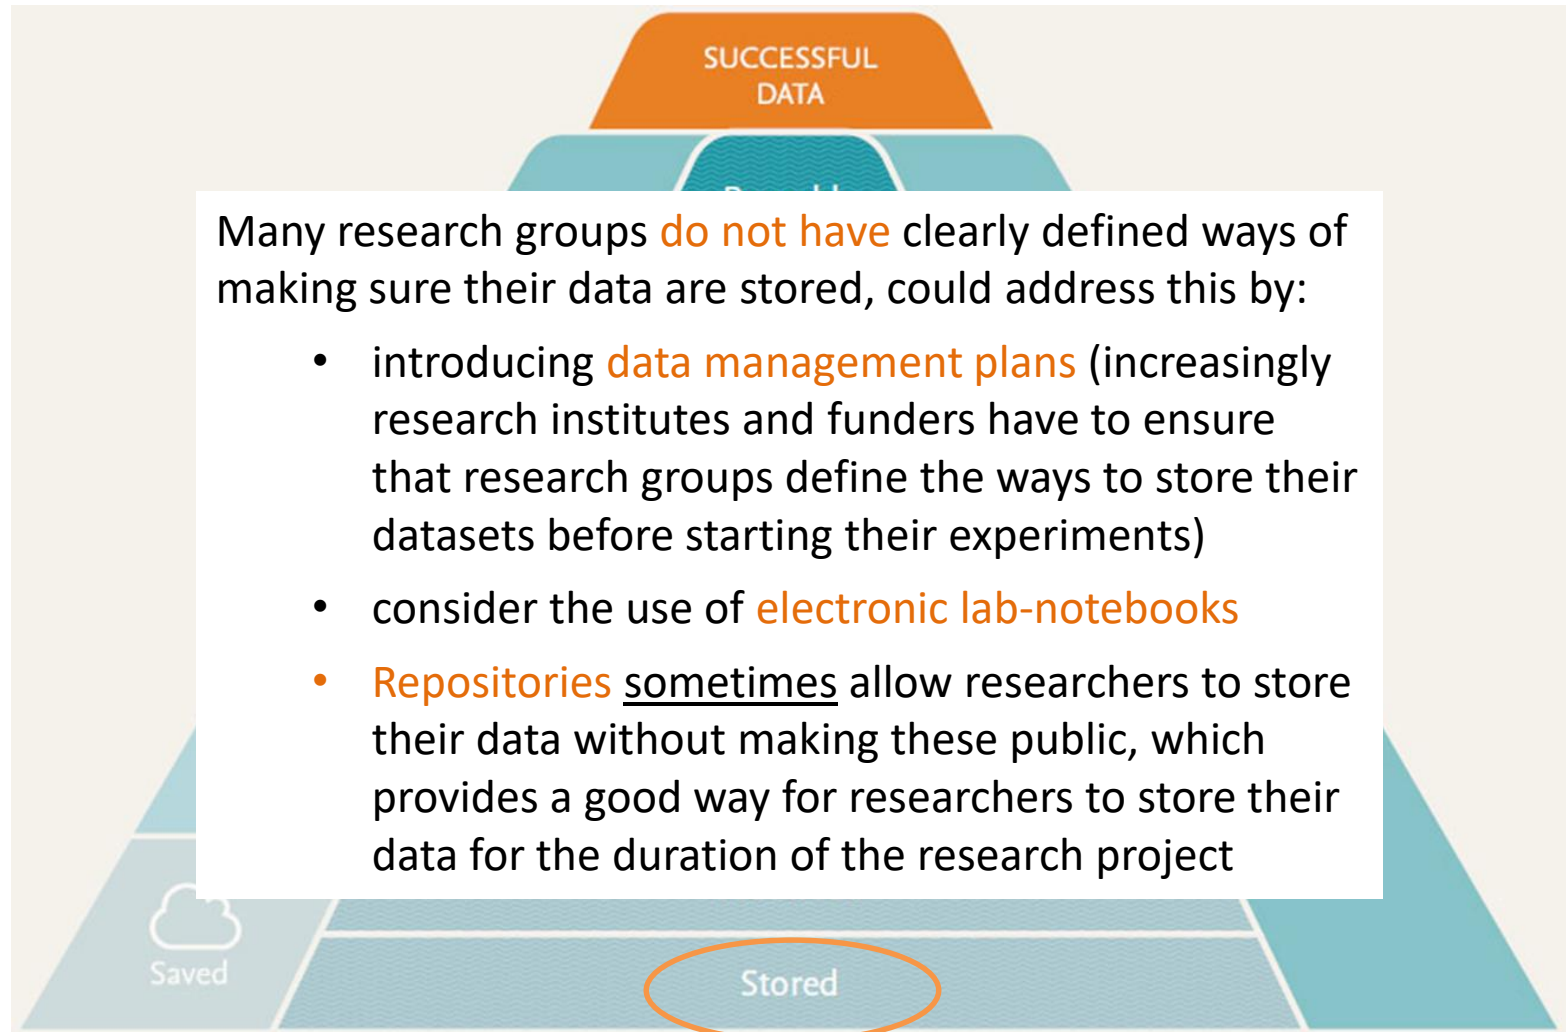 SUCCESSFUL
DATA
Many research groups do not have clearly defined ways of
making sure their data are stored, could address this by:
• introducing data management plans (increasingly
research institutes and funders have to ensure
that research groups define the ways to store their
datasets before starting their experiments)
• consider the use of electronic lab-notebooks
• Repositories sometimes allow researchers to store
their data without making these public, which
provides a good way for researchers to store their
data for the duration of the research project
Saved
Stored